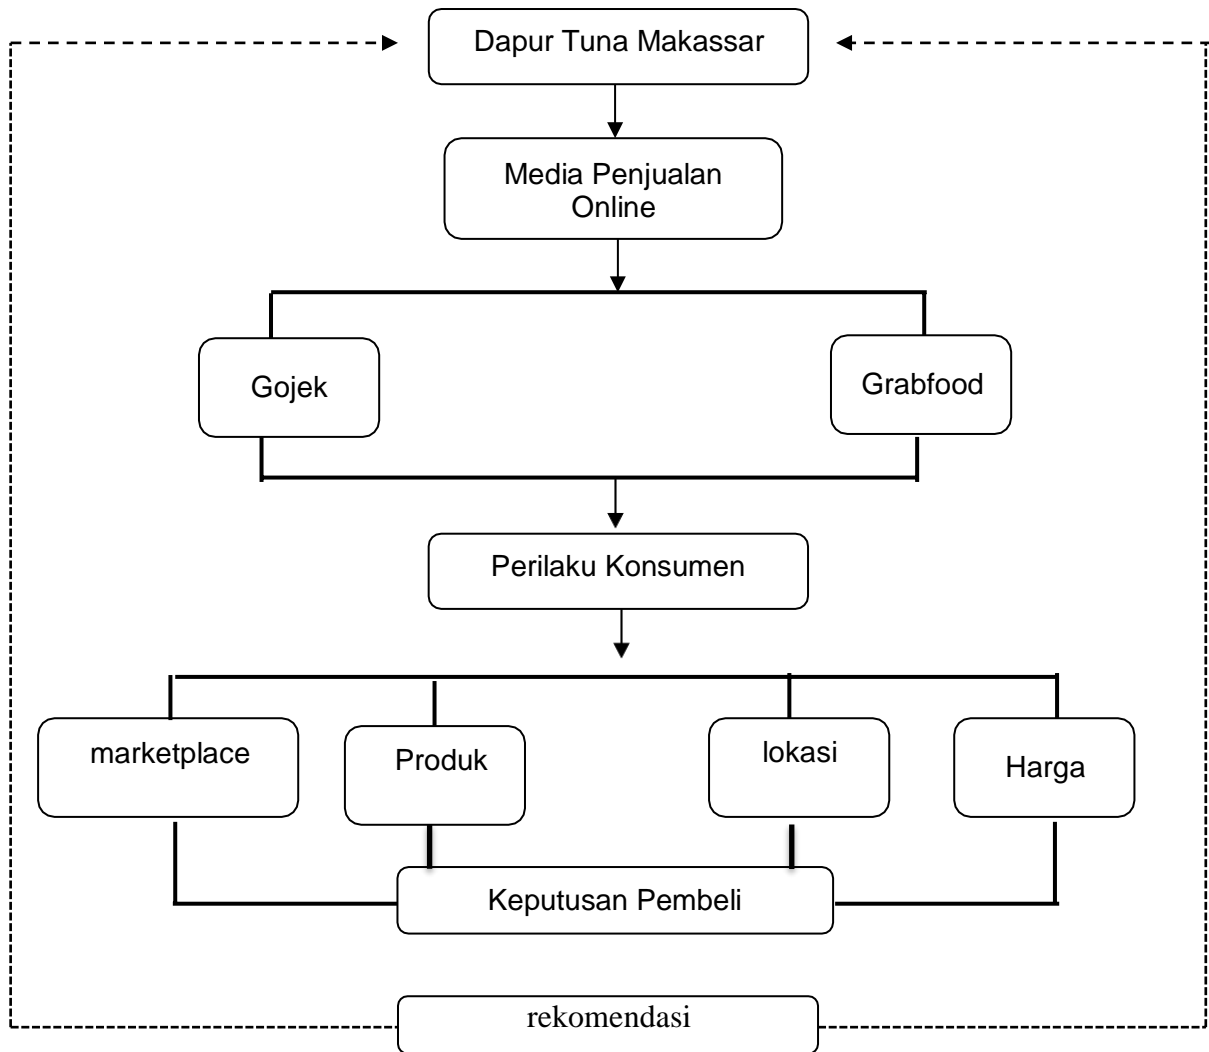 Dapur Tuna Makassar
Media Penjualan
Online
Gojek
Grabfood
Perilaku Konsumen
marketplace
Produk
lokasi
Harga
Keputusan Pembeli
rekomendasi